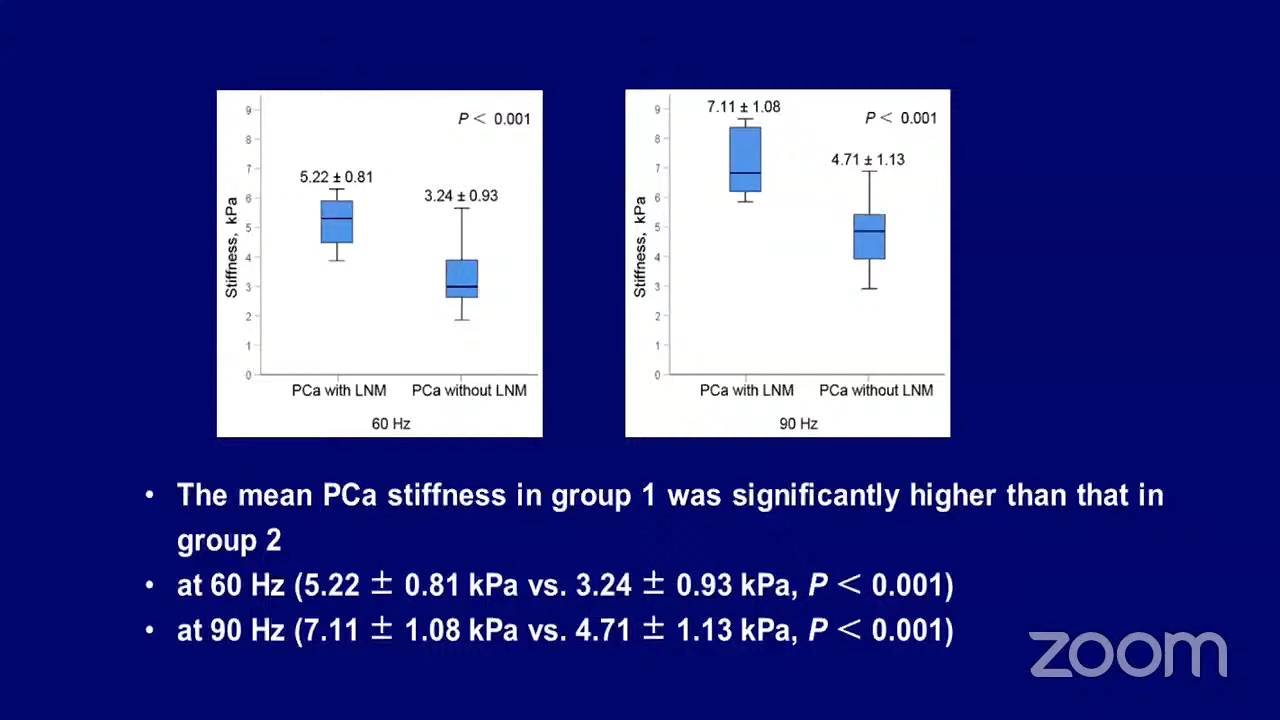 P < 0.001
5.22 ± 0.81
3.24 ± 0.93
Stiffness, kPa
9
8
7
6
5
4
3
2
1
0
PCa with LNM PCa without LNM
60 Hz
7.11 ± 1.08
P < 0.001
4.71 ± 1.13
Stiffness, kPa
9
8
7
6
5
4
3
2
1
0
PCa with LNM PCa without LNM
90 Hz
• The mean PCa stiffness in group 1 was significantly higher than that in
group 2
• at 60 Hz (5.22 ± 0.81 kPa vs. 3.24 ± 0.93 kPa, P < 0.001)
• at 90 Hz (7.11 ± 1.08 kPa vs. 4.71 ± 1.13 kPa, P < 0.001)
zoom